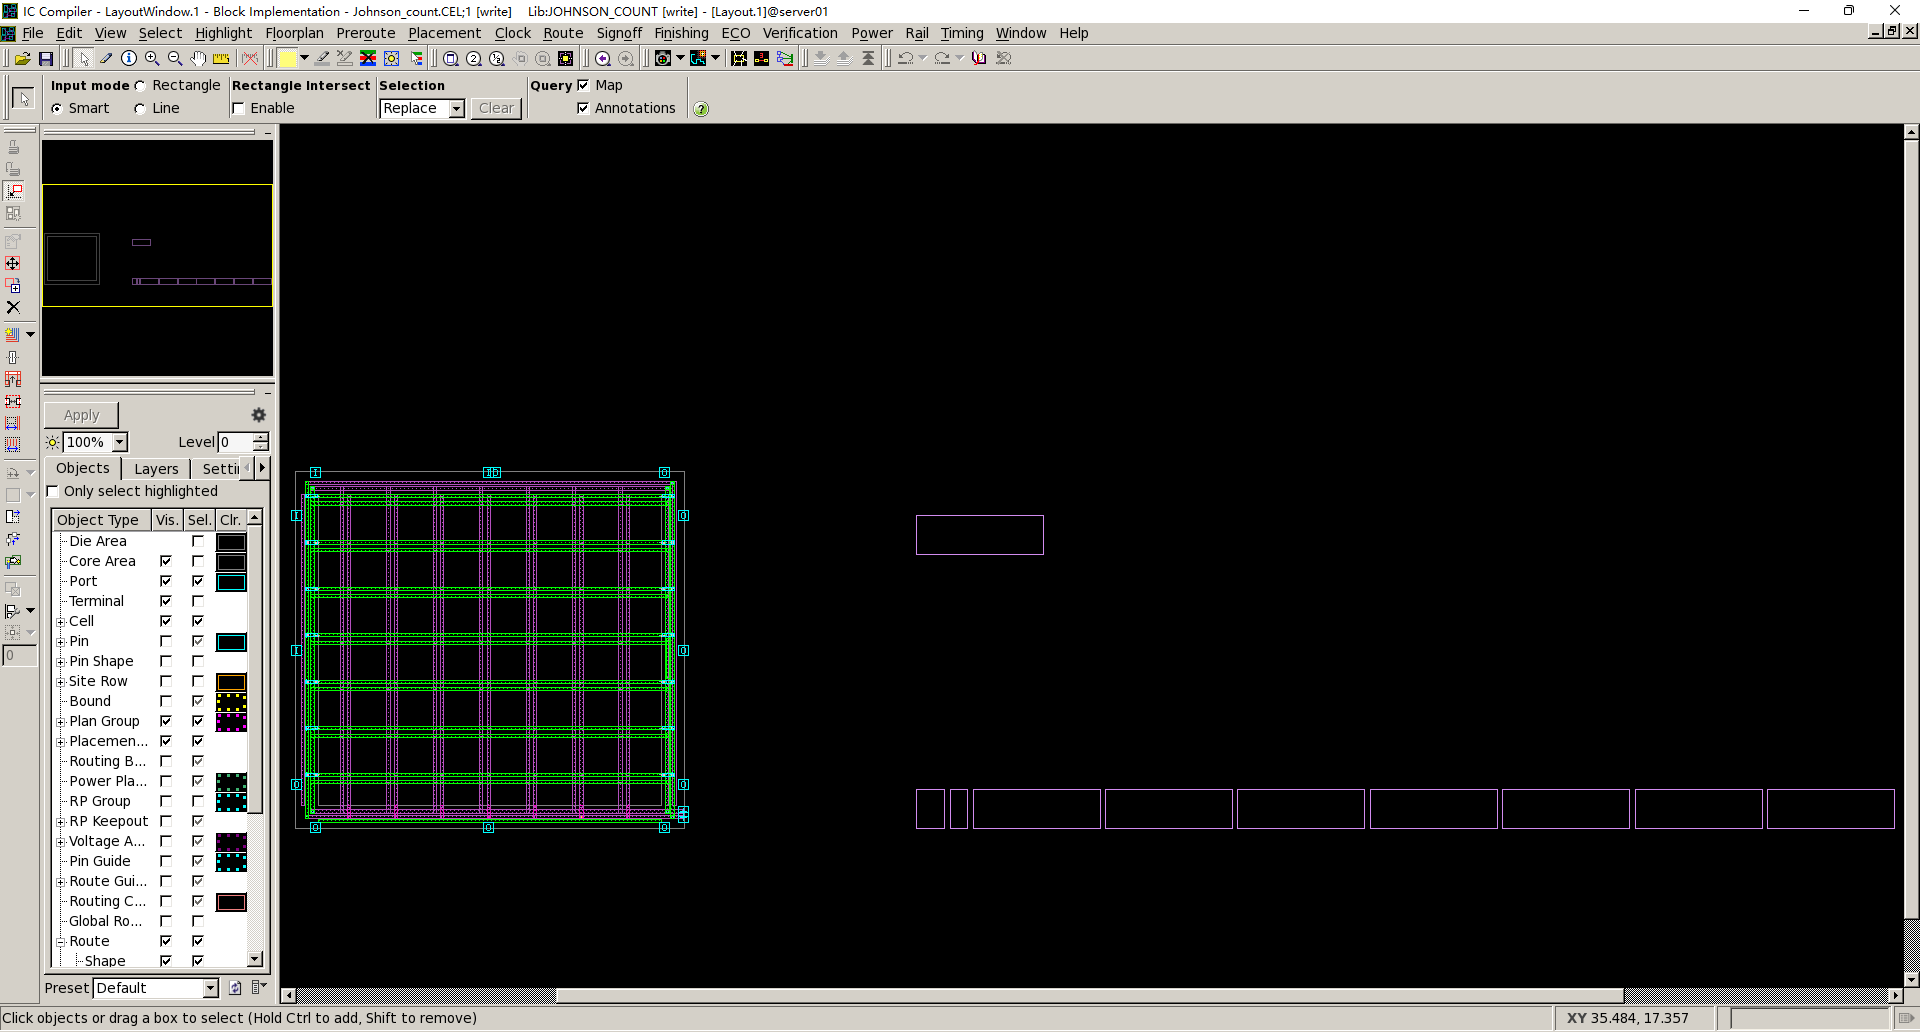 IC Compiler - LayoutWindow.1 - Block Implementation - Johnson_count.CEL;1 [write]    Lib:JOHNSON_COUNT [write] - [Layout.1]@server01
File Edit View Select Highlight Floorplan Preroute Placement Clock Route Signoff Finishing ECO Verification Power Rail Timing Window Help
Input mode Rectangle Rectangle Intersect Selection Query Map
Smart Line Enable Replace Clear Annotations
Apply
100% Level 0
Objects Layers Settin
Only select highlighted
Object Type Vis. Sel. Clr.
Die Area
Core Area
Port
Terminal
Cell
Pin
Pin Shape
Site Row
Bound
Plan Group
Placemen...
Routing B...
Power Pla...
RP Group
RP Keepout
Voltage A...
Pin Guide
Route Gui...
Routing C...
Global Ro...
Route
Shape
0
Preset Default
Click objects or drag a box to select (Hold Ctrl to add, Shift to remove)
XY 35.484, 17.357